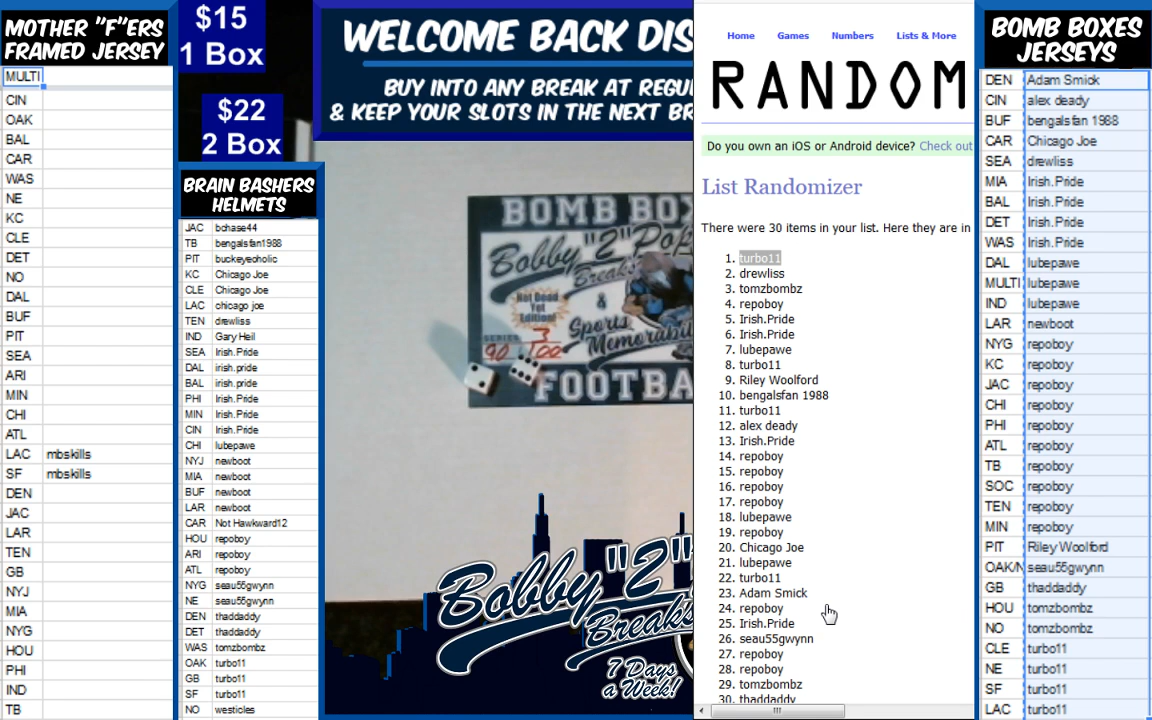 MOTHER "F"ERS
FRAMED JERSEY
MULTI
CIN
OAK
BAL
CAR
WAS
NE
KC
CLE
DET
NO
DAL
BUF
PIT
SEA
ARI
MIN
CHI
ATL
LAC mbskills
SF mbskills
DEN
JAC
LAR
TEN
GB
NYJ
MIA
NYG
HOU
PHI
IND
TB
$15
1 Box
$22
2 Box
BRAIN BASHERS
HELMETS
JAC bchase44
TB bengalsfan1988
PIT buckeyeoholic
KC Chicago Joe
CLE Chicago Joe
LAC chicago joe
TEN drewliss
IND Gary Heil
SEA Irish.Pride
DAL irish.pride
BAL irish.pride
PHI Irish.Pride
MIN Irish.Pride
CIN Irish.Pride
CHI lubepawe
NYJ newboot
MIA newboot
BUF newboot
LAR newboot
CAR Not Hawkward12
HOU repoboy
ARI repoboy
ATL repoboy
NYG seau55gwynn
NE seau55gwynn
DEN thaddaddy
DET thaddaddy
WAS tomzbombz
OAK turbo11
GB turbo11
SF turbo11
NO westicles
WELCOME BACK DIS
BUY INTO ANY BREAK AT REGU
& KEEP YOUR SLOTS IN THE NEXT BR
BOMB BOX
Bobby "2" Pop
Breaks
&
Not Dead
Yet
Edition!
Sports
Memorabi
SERIES 3
90 100
FOOTBA
Bobby "2"
Breaks
7 Days
a Week!
Home Games Numbers Lists & More
RANDOM
Do you own an iOS or Android device? Check out
List Randomizer
There were 30 items in your list. Here they are in
1. turbo11
2. drewliss
3. tomzbombz
4. repoboy
5. Irish.Pride
6. Irish.Pride
7. lubepawe
8. turbo11
9. Riley Woolford
10. bengalsfan 1988
11. turbo11
12. alex deady
13. Irish.Pride
14. repoboy
15. repoboy
16. repoboy
17. repoboy
18. lubepawe
19. repoboy
20. Chicago Joe
21. lubepawe
22. turbo11
23. Adam Smick
24. repoboy
25. Irish.Pride
26. seau55gwynn
27. repoboy
28. repoboy
29. tomzbombz
30. thaddaddy
BOMB BOXES
JERSEYS
DEN Adam Smick
CIN alex deady
BUF bengalsfan 1988
CAR Chicago Joe
SEA drewliss
MIA Irish.Pride
BAL Irish.Pride
DET Irish.Pride
WAS Irish.Pride
DAL lubepawe
MULTI lubepawe
IND lubepawe
LAR newboot
NYG repoboy
KC repoboy
JAC repoboy
CHI repoboy
PHI repoboy
ATL repoboy
TB repoboy
SOC repoboy
TEN repoboy
MIN repoboy
PIT Riley Woolford
OAK/N seau55gwynn
GB thaddaddy
HOU tomzbombz
NO tomzbombz
CLE turbo11
NE turbo11
SF turbo11
LAC turbo11